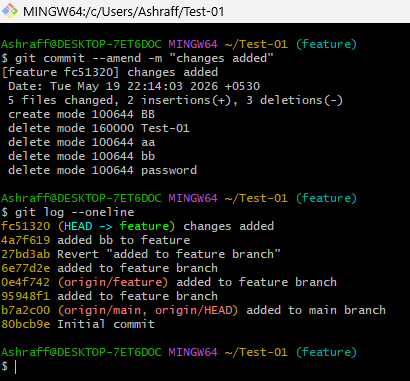 MINGW64:/c/Users/Ashraff/Test-01
Ashraff@DESKTOP-7ET6DOC MINGW64 ~/Test-01 (feature)
$ git commit --amend -m "changes added"
[feature fc51320] changes added
 Date: Tue May 19 22:14:03 2026 +0530
 5 files changed, 2 insertions(+), 3 deletions(-)
 create mode 100644 BB
 delete mode 160000 Test-01
 delete mode 100644 aa
 delete mode 100644 bb
 delete mode 100644 password
Ashraff@DESKTOP-7ET6DOC MINGW64 ~/Test-01 (feature)
$ git log --oneline
fc51320 (HEAD -> feature) changes added
4a7f619 added bb to feature
27bd3ab Revert "added to feature branch"
6e77d2e added to feature branch
0e4f742 (origin/feature) added to feature branch
95948f1 added to feature branch
b7a2c00 (origin/main, origin/HEAD) added to main branch
80bcb9e Initial commit
Ashraff@DESKTOP-7ET6DOC MINGW64 ~/Test-01 (feature)
$